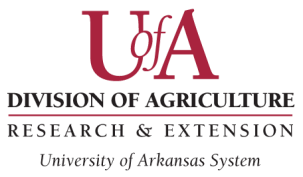 UofA
DIVISION OF AGRICULTURE
RESEARCH & EXTENSION
University of Arkansas System